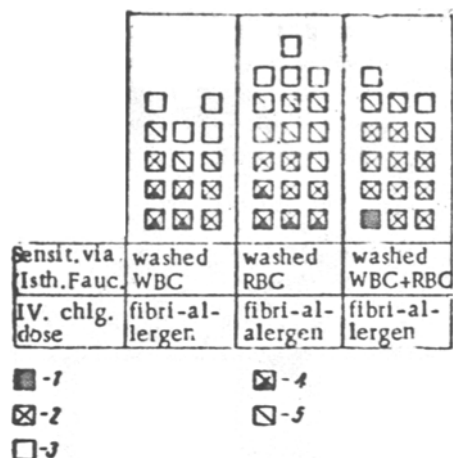 Sensit. via washed washed washed
(Isth.Fauc. WBC RBC WBC+RBC
IV. chlg. fibri-al- fibri-al- fibri-al-
dose lergen alergen lergen
-1 -4
-2 -5
-3